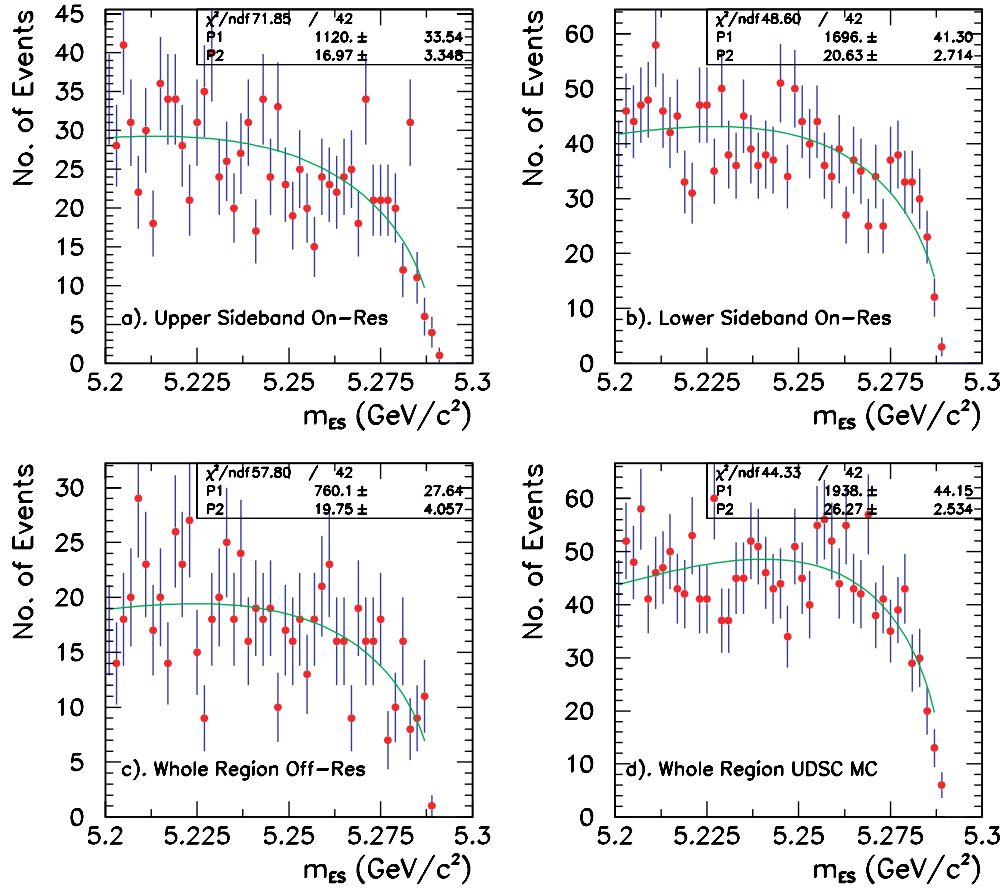 χ²/ndf 71.85 / 42
P1 1120. ± 33.54
P2 16.97 ± 3.348
No. of Events
45
40
35
30
25
20
15
10
5
0
a). Upper Sideband On-Res
5.2 5.225 5.25 5.275 5.3
mES (GeV/c²)
χ²/ndf 48.60 / 42
P1 1696. ± 41.30
P2 20.63 ± 2.714
No. of Events
60
50
40
30
20
10
0
b). Lower Sideband On-Res
5.2 5.225 5.25 5.275 5.3
mES (GeV/c²)
χ²/ndf 57.80 / 42
P1 760.1 ± 27.64
P2 19.75 ± 4.057
No. of Events
30
25
20
15
10
5
0
c). Whole Region Off-Res
5.2 5.225 5.25 5.275 5.3
mES (GeV/c²)
χ²/ndf 44.33 / 42
P1 1938. ± 44.15
P2 26.27 ± 2.534
No. of Events
60
50
40
30
20
10
0
d). Whole Region UDSC MC
5.2 5.225 5.25 5.275 5.3
mES (GeV/c²)